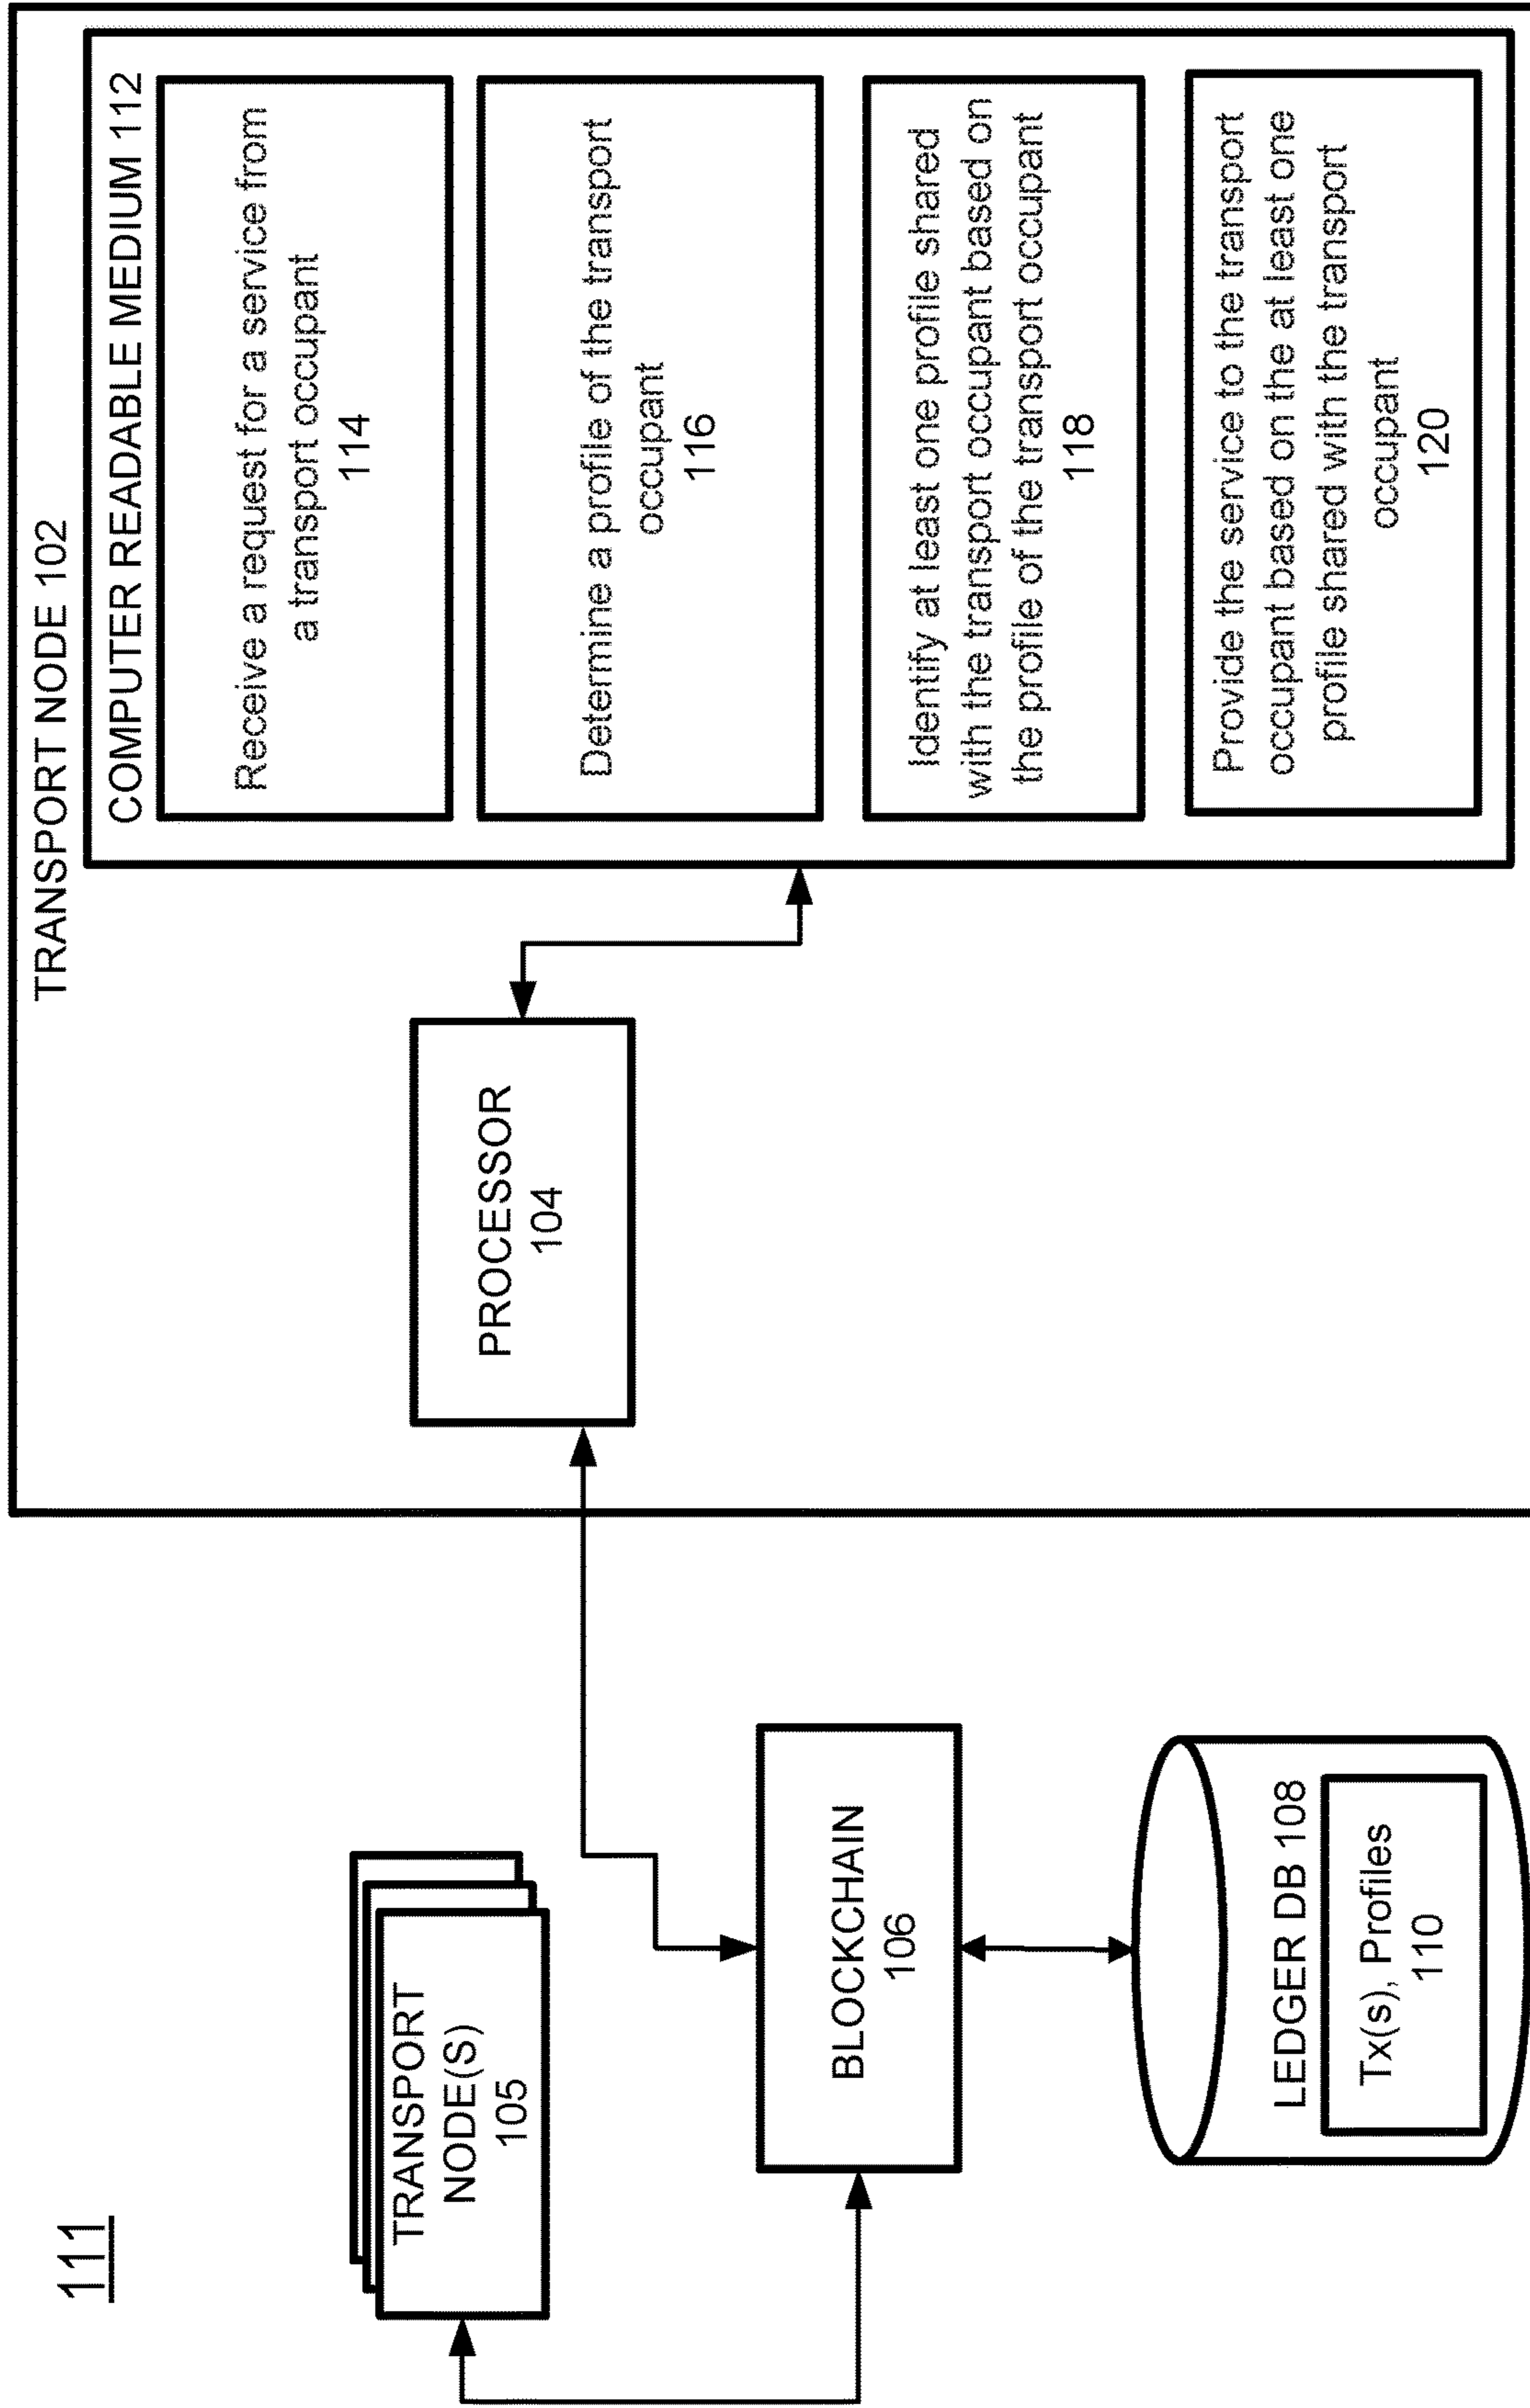 111
TRANSPORT NODE 102
COMPUTER READABLE MEDIUM 112
Receive a request for a service from
a transport occupant
114
Determine a profile of the transport
occupant
116
Identify at least one profile shared
with the transport occupant based on
the profile of the transport occupant
118
Provide the service to the transport
occupant based on the at least one
profile shared with the transport
occupant
120
PROCESSOR
104
TRANSPORT
NODE(S)
105
BLOCKCHAIN
106
LEDGER DB 108
Tx(s), Profiles
110